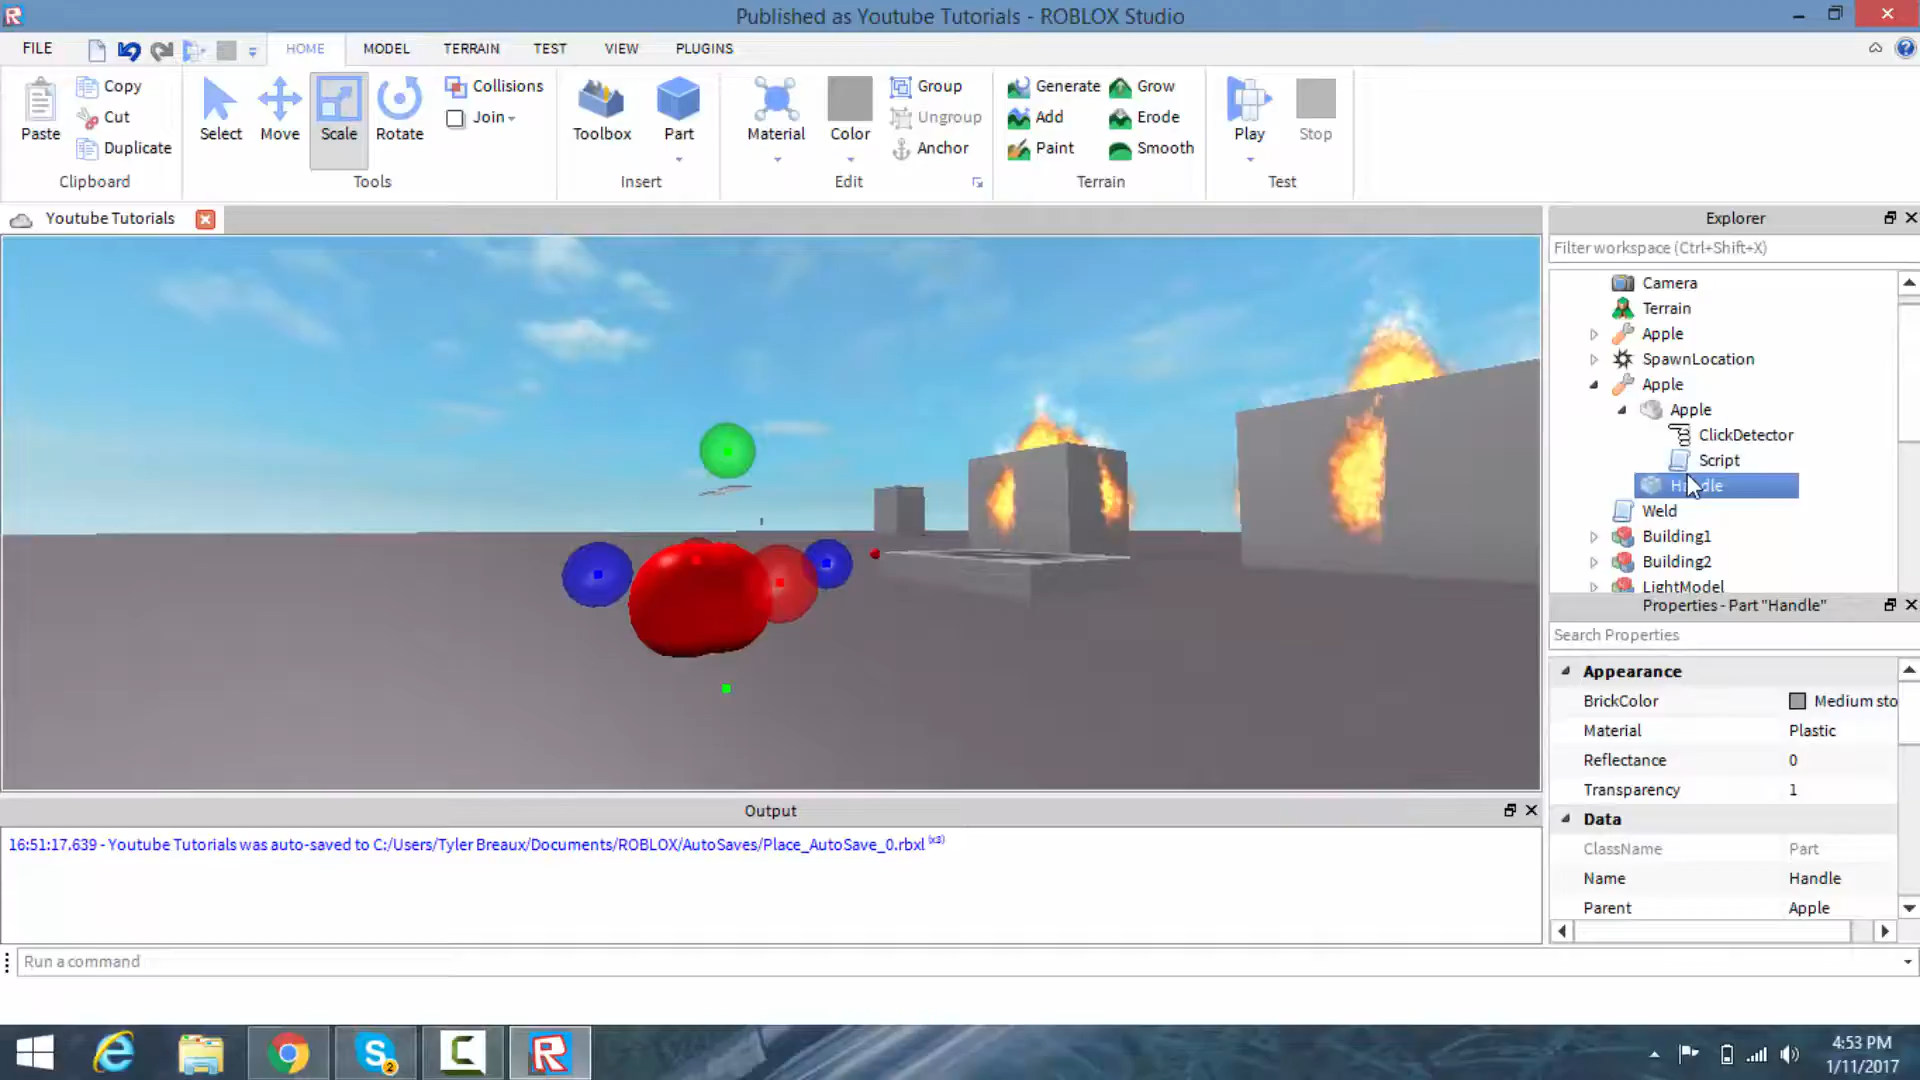 Published as Youtube Tutorials - ROBLOX Studio
FILE HOME MODEL TERRAIN TEST VIEW PLUGINS
Paste Copy Cut Duplicate
Clipboard
Select Move Scale Rotate Collisions Join
Tools
Toolbox Part
Insert
Material Color Group Ungroup Anchor
Edit
Generate Grow
Add Erode
Paint Smooth
Terrain
Play Stop
Test
Youtube Tutorials
Explorer
Filter workspace (Ctrl+Shift+X)
Camera
Terrain
Apple
SpawnLocation
Apple
Apple
ClickDetector
Script
Weld
Building1
Building2
LightModel
Properties - Part "Handle"
Search Properties
Appearance
BrickColor Medium sto
Material Plastic
Reflectance 0
Transparency 1
Data
ClassName Part
Name Handle
Parent Apple
Output
16:51:17.639 - Youtube Tutorials was auto-saved to C:/Users/Tyler Breaux/Documents/ROBLOX/AutoSaves/Place_AutoSave_0.rbxl (x3)
Run a command
2
4:53 PM
1/11/2017